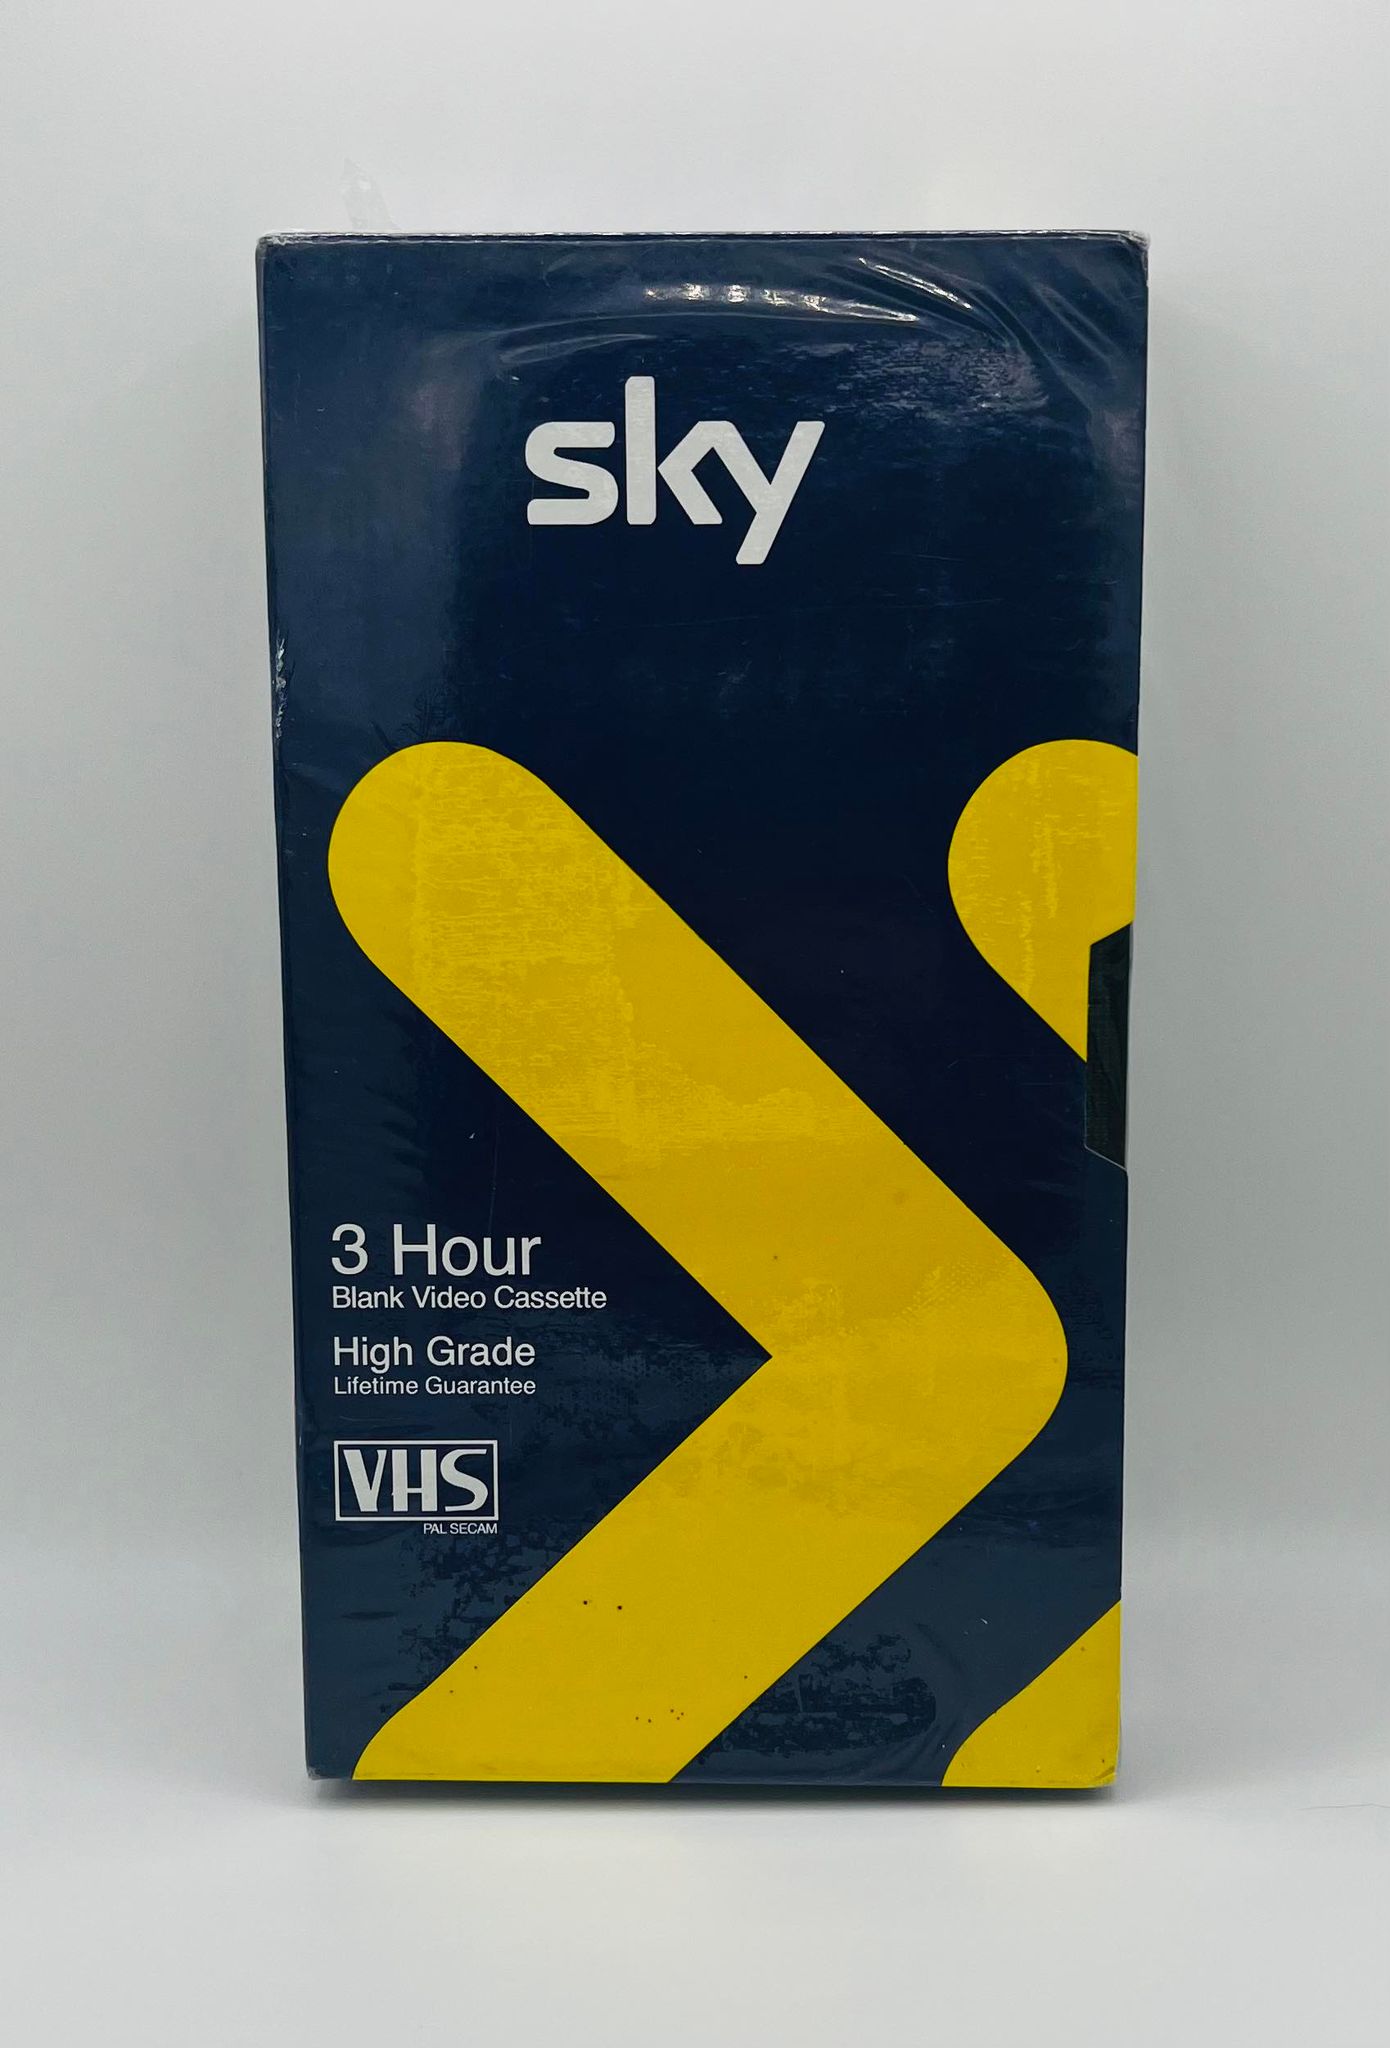 sky
3 Hour
Blank Video Cassette
High Grade
Lifetime Guarantee
VHS
PAL SECAM